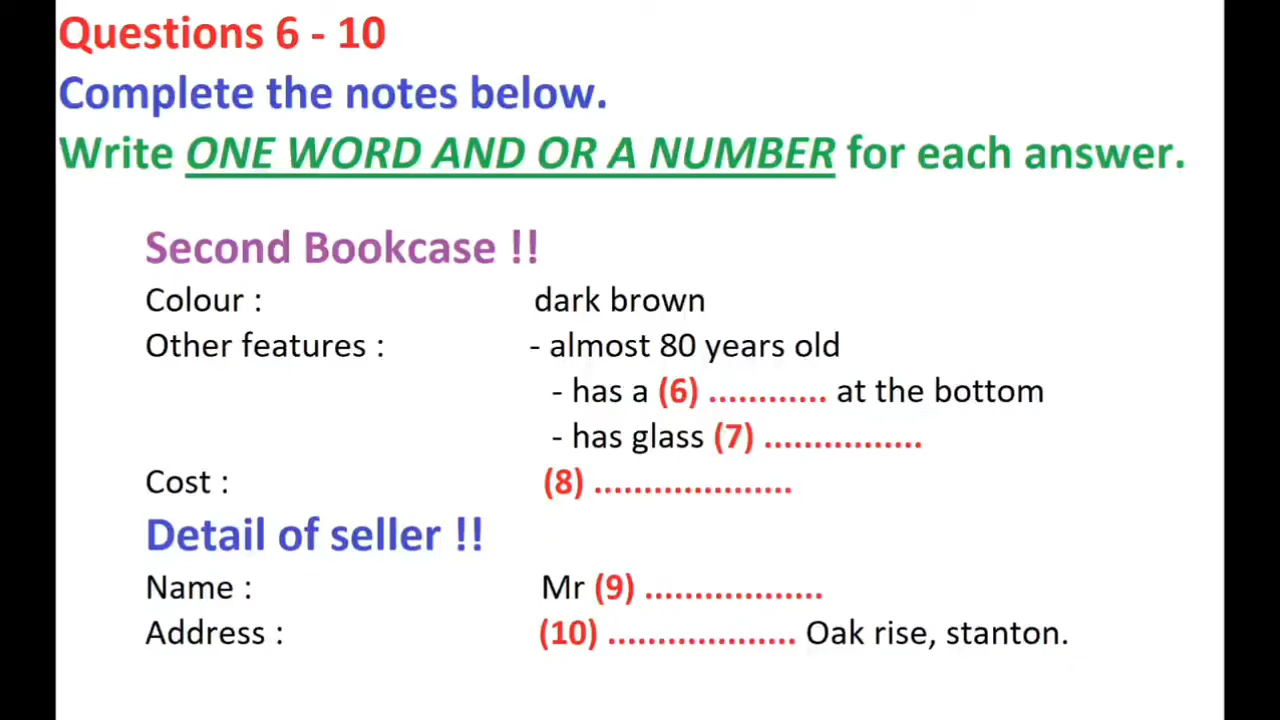 Questions 6 - 10
Complete the notes below.
Write ONE WORD AND OR A NUMBER for each answer.
Second Bookcase !!
Colour : dark brown
Other features : - almost 80 years old
- has a (6) ............ at the bottom
- has glass (7) ................
Cost : (8) ....................
Detail of seller !!
Name : Mr (9) ..................
Address : (10) ................... Oak rise, stanton.